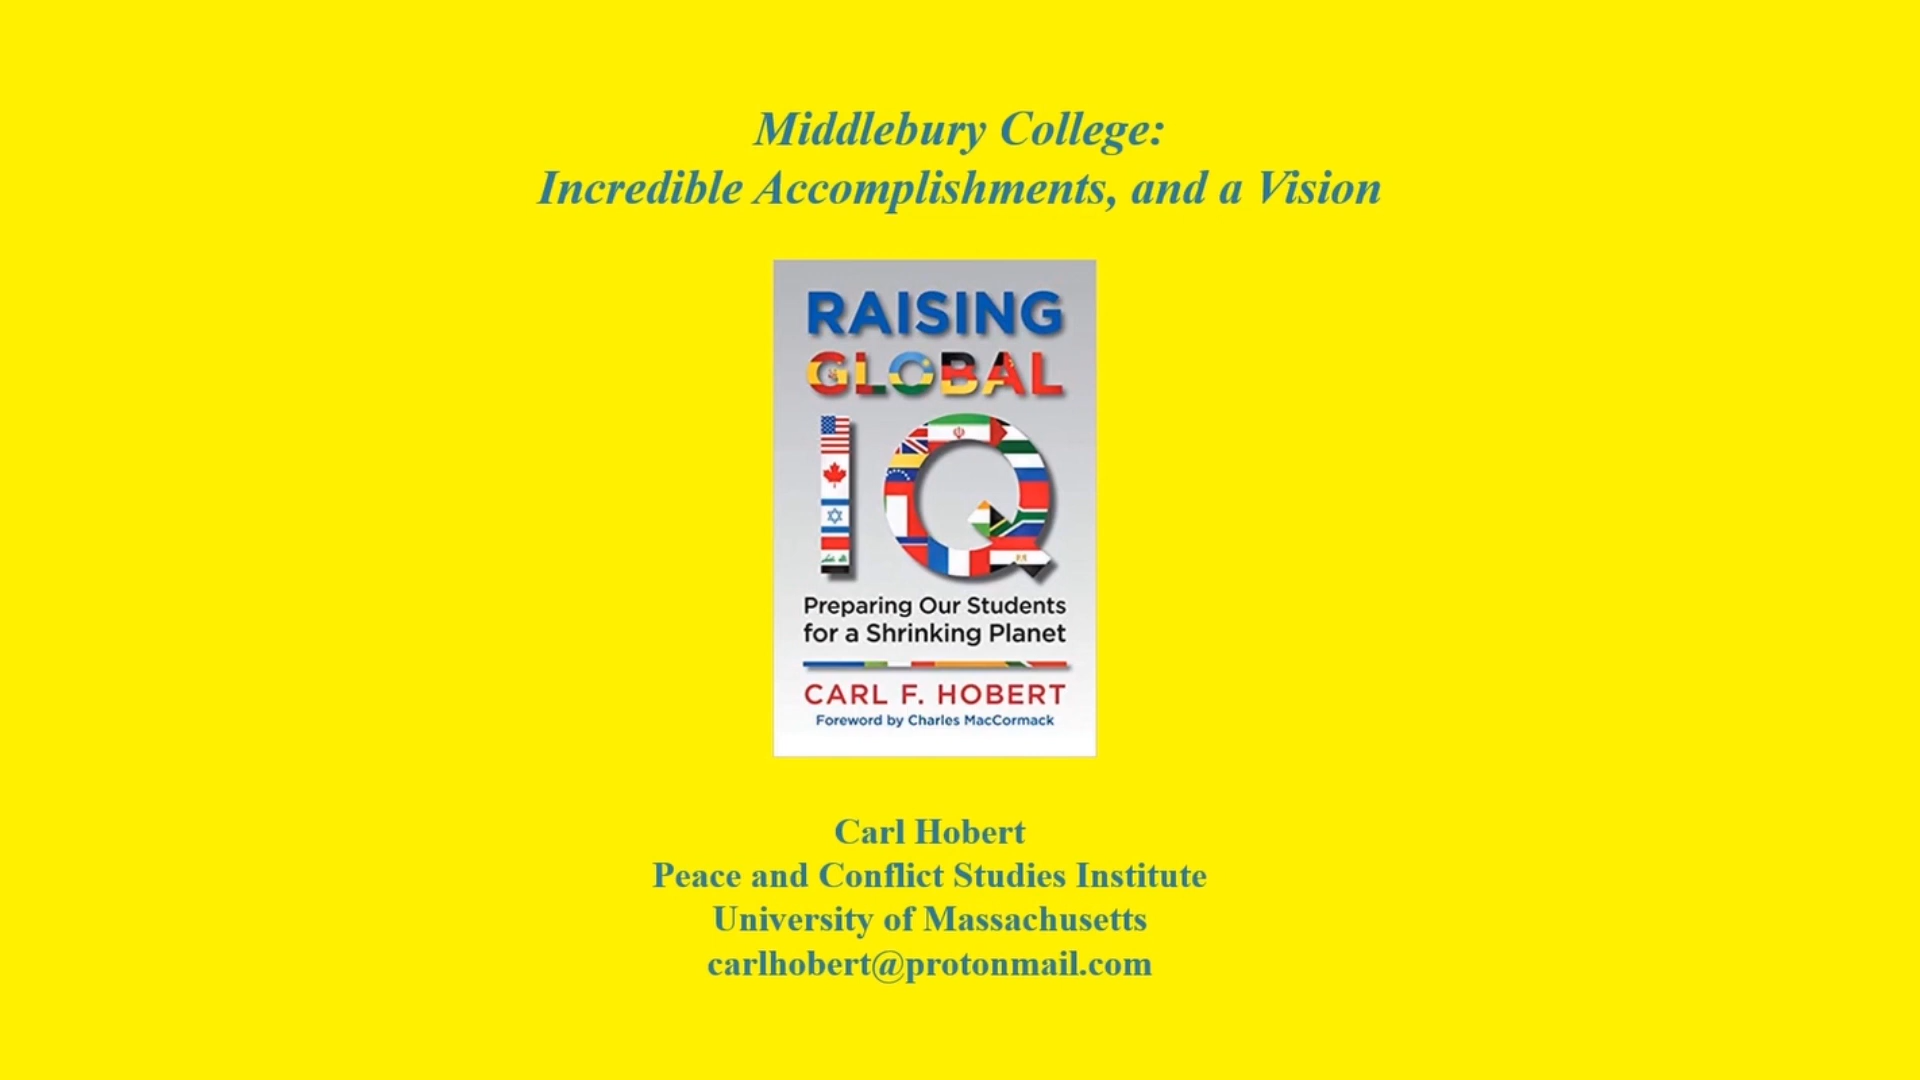 Middlebury College:
Incredible Accomplishments, and a Vision
RAISING
GLOBAL
IQ
Preparing Our Students
for a Shrinking Planet
CARL F. HOBERT
Foreword by Charles MacCormack
Carl Hobert
Peace and Conflict Studies Institute
University of Massachusetts
carlhobert@protonmail.com